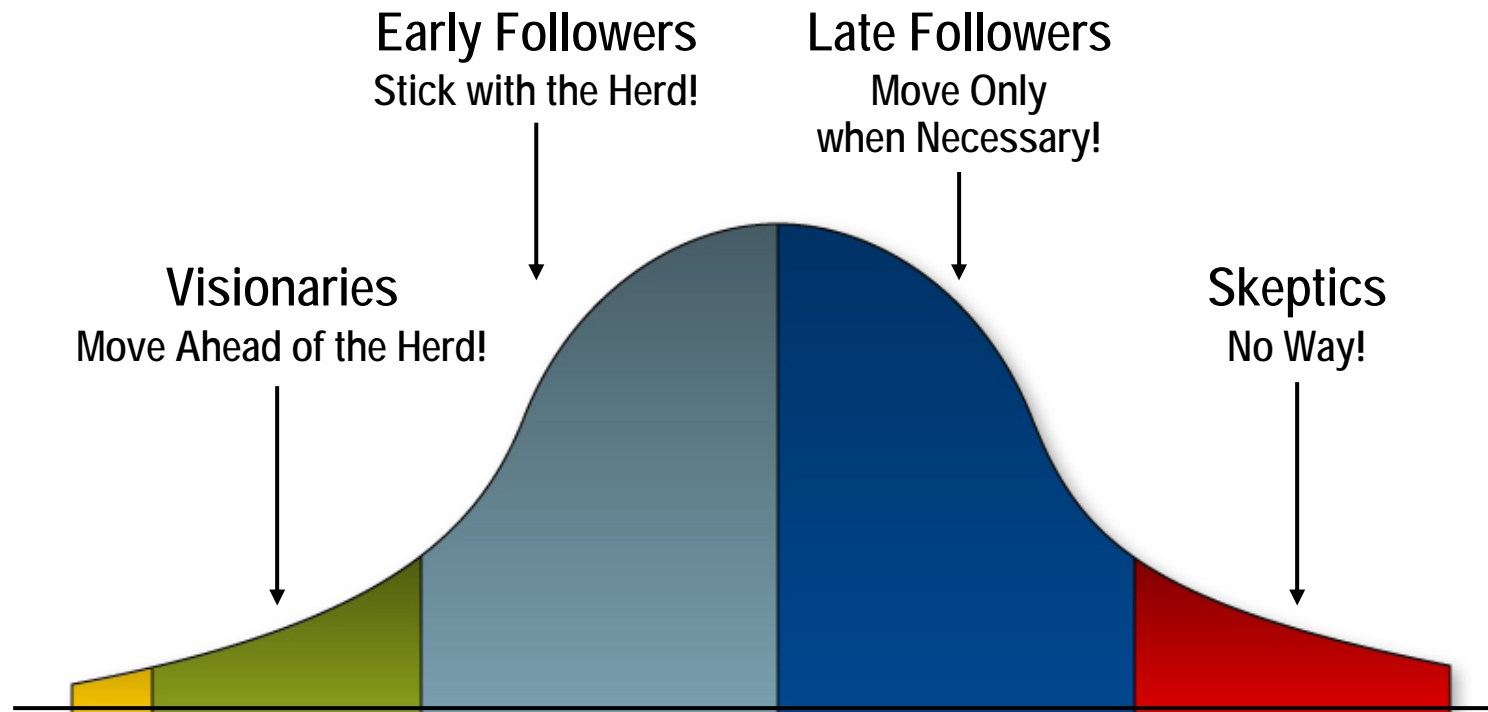 Early Followers
Stick with the Herd!
Late Followers
Move Only
when Necessary!
Visionaries
Move Ahead of the Herd!
Skeptics
No Way!